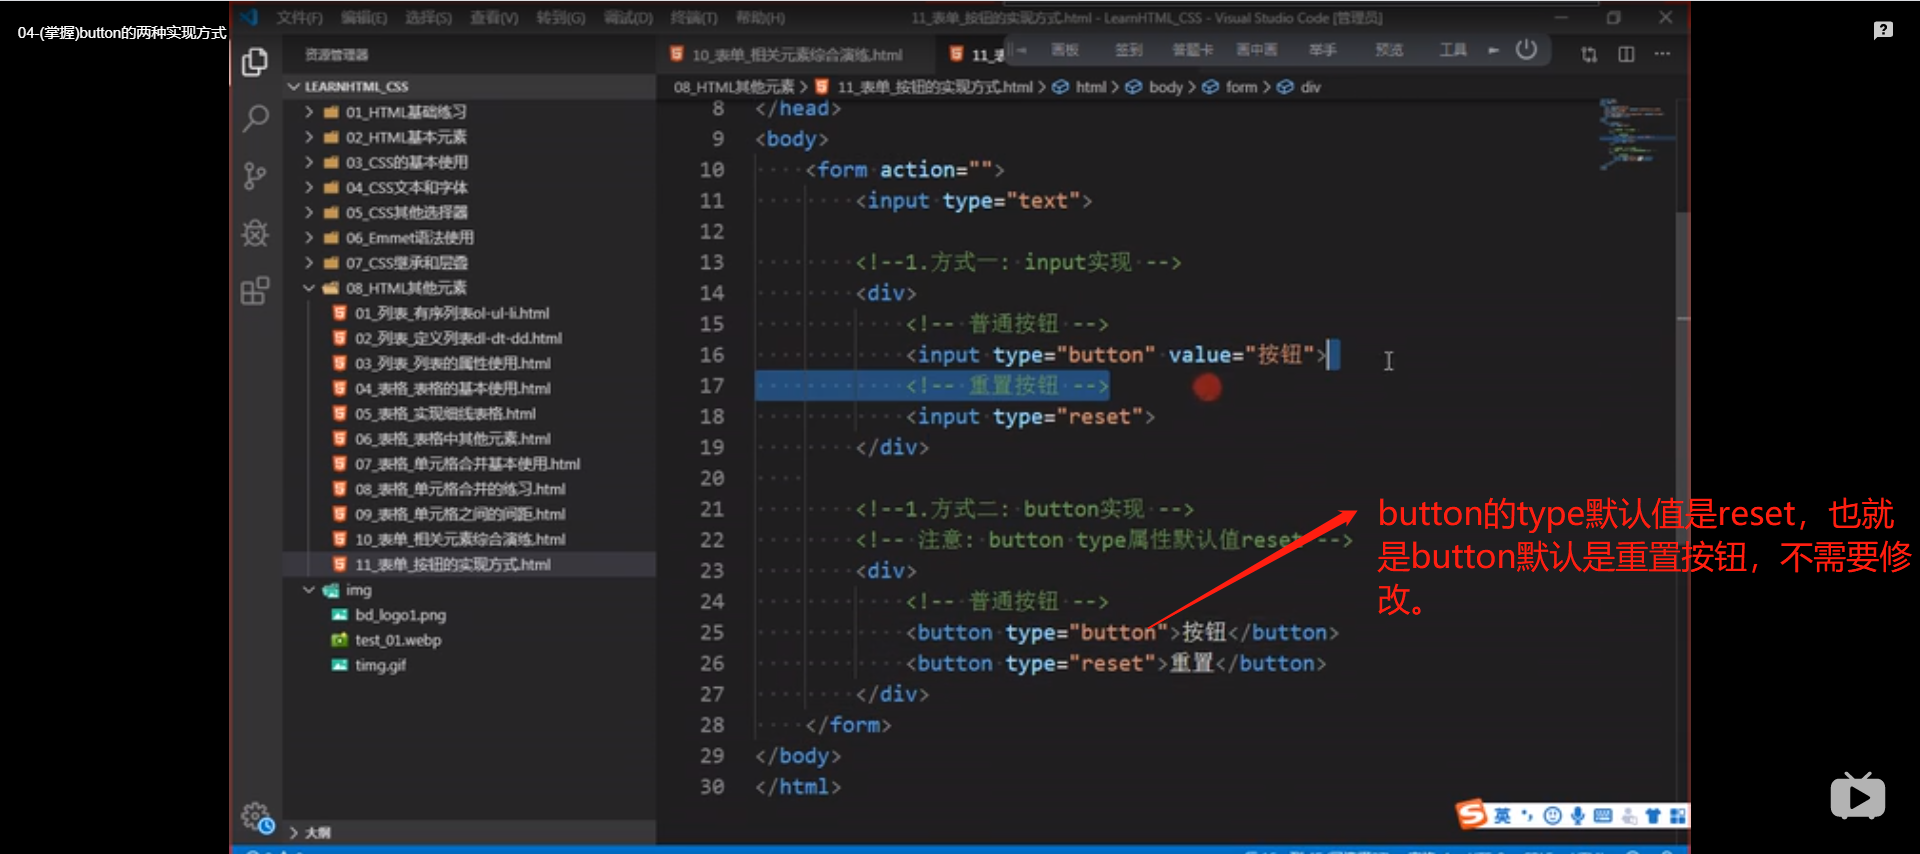 04-(掌握)button的两种实现方式
文件(F) 编辑(E) 选择(S) 查看(V) 转到(G) 调试(D) 终端(T) 帮助(H) 11_表单_按钮的实现方式.html - LearnHTML_CSS - Visual Studio Code [管理员]
资源管理器
10_表单_相关元素综合演练.html
11_表
画板 签到 答题卡 画中画 举手 预览 工具
LEARNHTML_CSS
08_HTML其他元素 > 11_表单_按钮的实现方式.html > html > body > form > div
01_HTML基础练习
02_HTML基本元素
03_CSS的基本使用
04_CSS文本和字体
05_CSS其他选择器
06_Emmet语法使用
07_CSS继承和层叠
08_HTML其他元素
01_列表_有序列表ol-ul-li.html
02_列表_定义列表dl-dt-dd.html
03_列表_列表的属性使用.html
04_表格_表格的基本使用.html
05_表格_实现细线表格.html
06_表格_表格中其他元素.html
07_表格_单元格合并基本使用.html
08_表格_单元格合并的练习.html
09_表格_单元格之间的间距.html
10_表单_相关元素综合演练.html
11_表单_按钮的实现方式.html
img
bd_logo1.png
test_01.webp
timg.gif
大纲
8 </head>
9 <body>
10 <form action="">
11 <input type="text">
12
13 <!--1.方式一: input实现 -->
14 <div>
15 <!-- 普通按钮 -->
16 <input type="button" value="按钮">
17 <!-- 重置按钮 -->
18 <input type="reset">
19 </div>
20
21 <!--1.方式二: button实现 -->
22 <!-- 注意: button type属性默认值reset -->
23 <div>
24 <!-- 普通按钮 -->
25 <button type="button">按钮</button>
26 <button type="reset">重置</button>
27 </div>
28 </form>
29 </body>
30 </html>
button的type默认值是reset，也就
是button默认是重置按钮，不需要修
改。
英